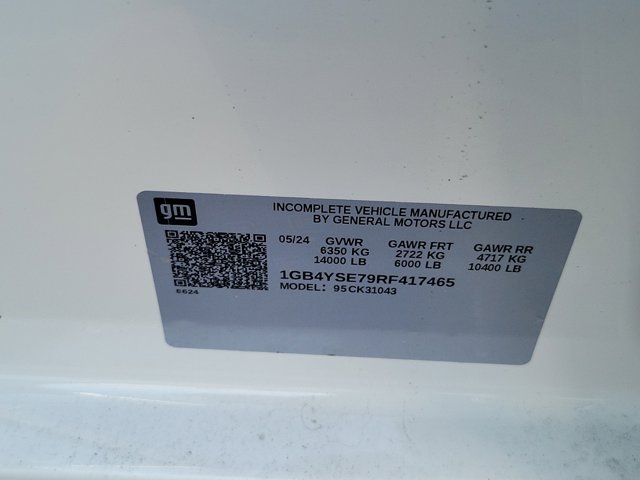 gm
INCOMPLETE VEHICLE MANUFACTURED
BY GENERAL MOTORS LLC
05/24 GVWR GAWR FRT GAWR RR
6350 KG 2722 KG 4717 KG
14000 LB 6000 LB 10400 LB
1GB4YSE79RF417465
MODEL: 95CK31043
6624